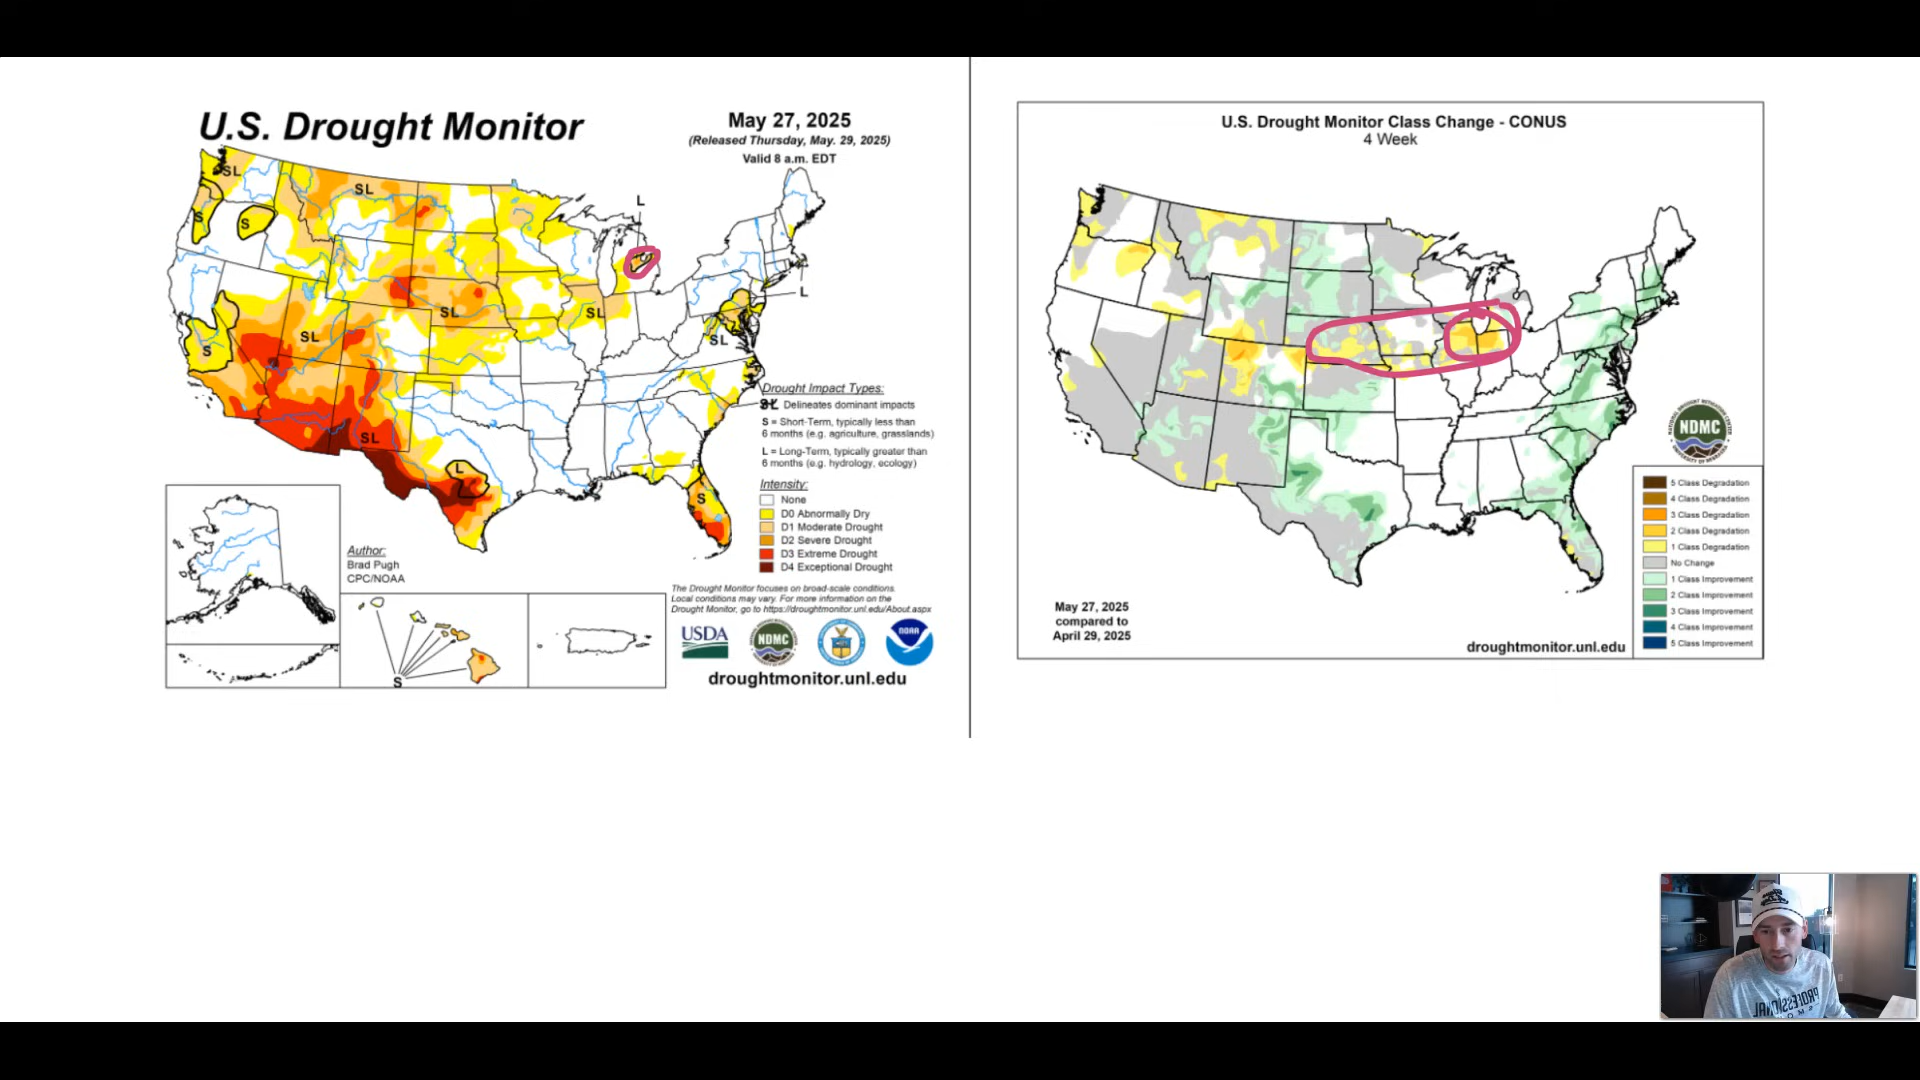 U.S. Drought Monitor
May 27, 2025
(Released Thursday, May. 29, 2025)
Valid 8 a.m. EDT
SL
SL
L
S
S
S
SL
SL
SL
L
SL
SL
L
S
Drought Impact Types:
Delineates dominant impacts
S = Short-Term, typically less than
6 months (e.g. agriculture, grasslands)
L = Long-Term, typically greater than
6 months (e.g. hydrology, ecology)
Intensity:
None
D0 Abnormally Dry
D1 Moderate Drought
D2 Severe Drought
D3 Extreme Drought
D4 Exceptional Drought
Author:
Brad Pugh
CPC/NOAA
S
The Drought Monitor focuses on broad-scale conditions.
Local conditions may vary. For more information on the
Drought Monitor, go to https://droughtmonitor.unl.edu/About.aspx
USDA
NDMC
NOAA
droughtmonitor.unl.edu
U.S. Drought Monitor Class Change - CONUS
4 Week
NDMC
5 Class Degradation
4 Class Degradation
3 Class Degradation
2 Class Degradation
1 Class Degradation
No Change
1 Class Improvement
2 Class Improvement
3 Class Improvement
4 Class Improvement
5 Class Improvement
May 27, 2025
compared to
April 29, 2025
droughtmonitor.unl.edu